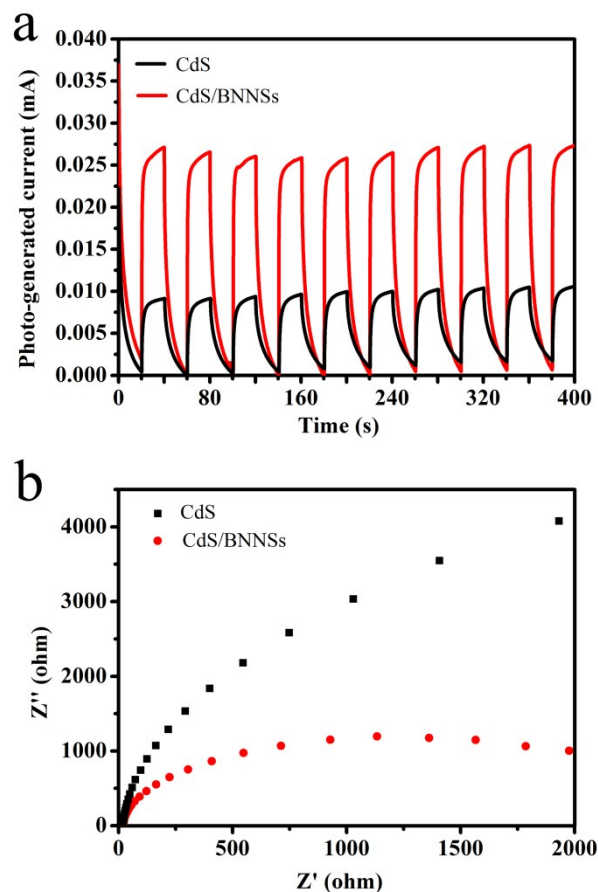 a
0.040
0.035
0.030
0.025
0.020
0.015
0.010
0.005
0.000
Photo-generated current (mA)
CdS
CdS/BNNSs
0 80 160 240 320 400
Time (s)
b
4000
3000
2000
1000
0
Z'' (ohm)
CdS
CdS/BNNSs
0 500 1000 1500 2000
Z' (ohm)